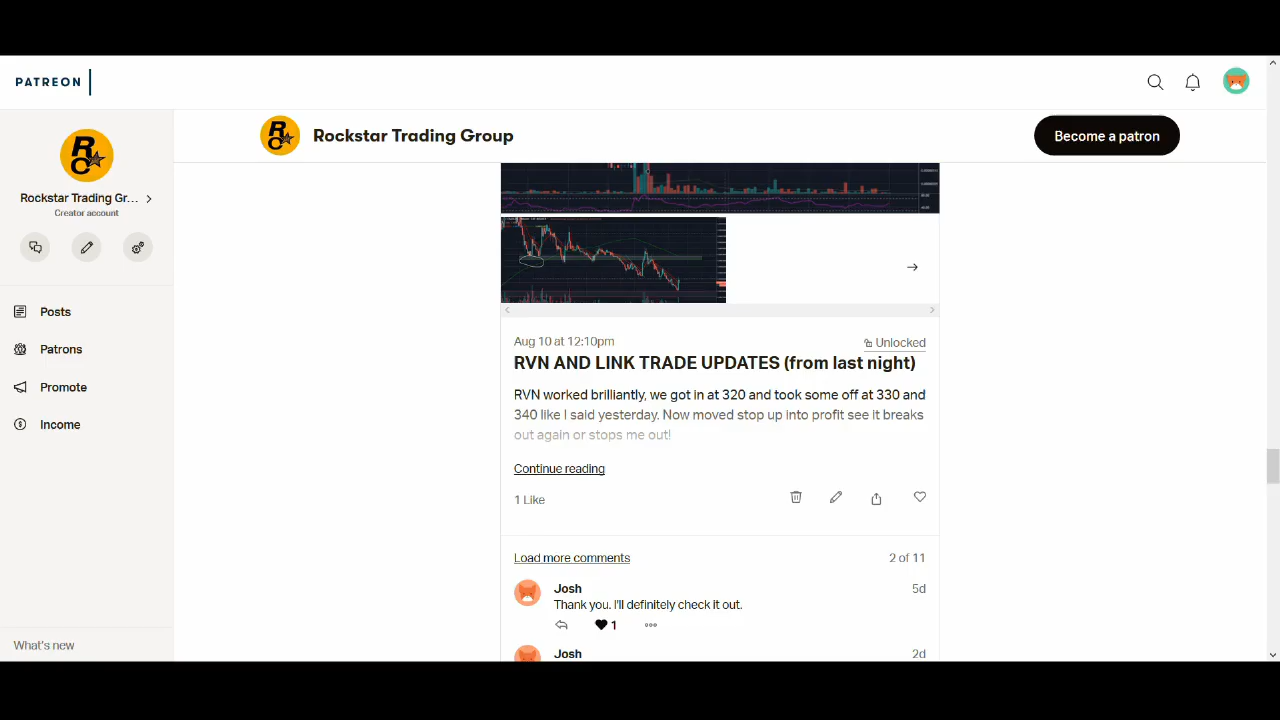 PATREON
Rockstar Trading Group
Become a patron
Rockstar Trading Gr...
Creator account
Posts
Patrons
Promote
Income
What's new
Aug 10 at 12:10pm
Unlocked
RVN AND LINK TRADE UPDATES (from last night)
RVN worked brilliantly, we got in at 320 and took some off at 330 and
340 like I said yesterday. Now moved stop up into profit see it breaks
out again or stops me out!
Continue reading
1 Like
Load more comments
2 of 11
Josh
5d
Thank you. I'll definitely check it out.
1
Josh
2d